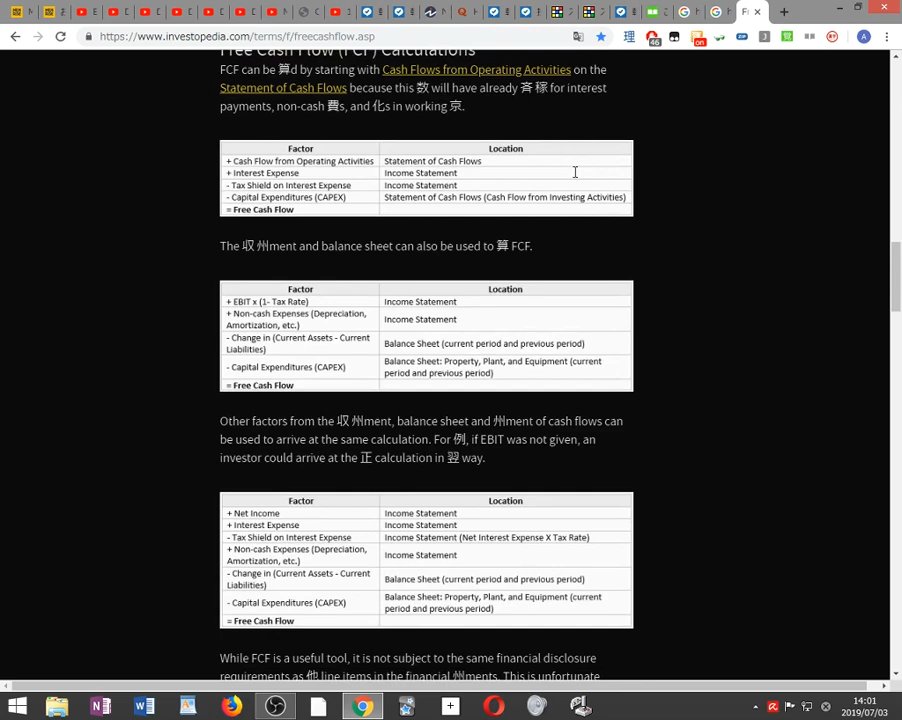 https://www.investopedia.com/terms/f/freecashflow.asp
46
on
ZIP
A
Free Cash Flow (FCF) Calculations
FCF can be 算d by starting with Cash Flows from Operating Activities on the
Statement of Cash Flows because this 数 will have already 斉 稼 for interest
payments, non-cash 費s, and 化s in working 京.
Factor Location
+ Cash Flow from Operating Activities Statement of Cash Flows
+ Interest Expense Income Statement
- Tax Shield on Interest Expense Income Statement
- Capital Expenditures (CAPEX) Statement of Cash Flows (Cash Flow from Investing Activities)
= Free Cash Flow
The 収 州ment and balance sheet can also be used to 算 FCF.
Factor Location
+ EBIT x (1- Tax Rate) Income Statement
+ Non-cash Expenses (Depreciation,
Amortization, etc.) Income Statement
- Change in (Current Assets - Current
Liabilities) Balance Sheet (current period and previous period)
- Capital Expenditures (CAPEX) Balance Sheet: Property, Plant, and Equipment (current
period and previous period)
= Free Cash Flow
Other factors from the 収 州ment, balance sheet and 州ment of cash flows can
be used to arrive at the same calculation. For 例, if EBIT was not given, an
investor could arrive at the 正 calculation in 翌 way.
Factor Location
+ Net Income Income Statement
+ Interest Expense Income Statement
- Tax Shield on Interest Expense Income Statement (Net Interest Expense X Tax Rate)
+ Non-cash Expenses (Depreciation,
Amortization, etc.) Income Statement
- Change in (Current Assets - Current
Liabilities) Balance Sheet (current period and previous period)
- Capital Expenditures (CAPEX) Balance Sheet: Property, Plant, and Equipment (current
period and previous period)
= Free Cash Flow
While FCF is a useful tool, it is not subject to the same financial disclosure
requirements as 他 line items in the financial 州ments. This is unfortunate
14:01
2019/07/03